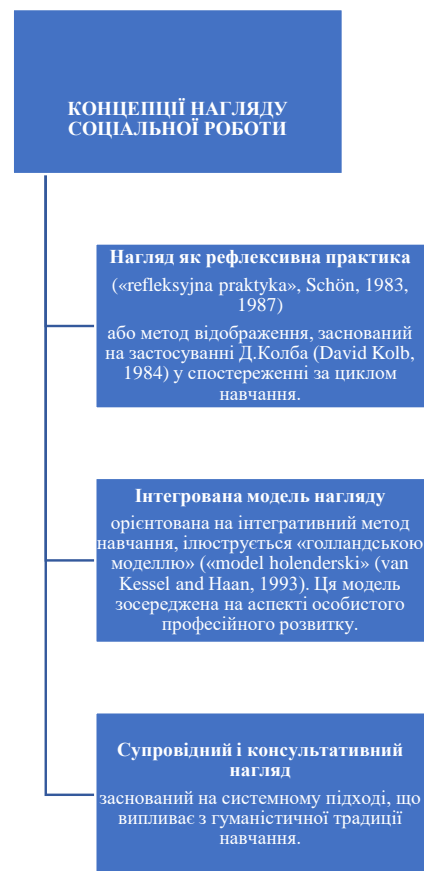 КОНЦЕПЦІЇ НАГЛЯДУ
СОЦІАЛЬНОЇ РОБОТИ
Нагляд як рефлексивна практика
(«refleksyjna praktyka», Schön, 1983,
1987)
або метод відображення, заснований
на застосуванні Д.Колба (David Kolb,
1984) у спостереженні за циклом
навчання.
Інтегрована модель нагляду
орієнтована на інтегративний метод
навчання, ілюструється «голландською
моделлю» («model holenderski» (van
Kessel and Haan, 1993). Ця модель
зосереджена на аспекті особистого
професійного розвитку.
Супровідний і консультативний
нагляд
заснований на системному підході, що
випливає з гуманістичної традиції
навчання.